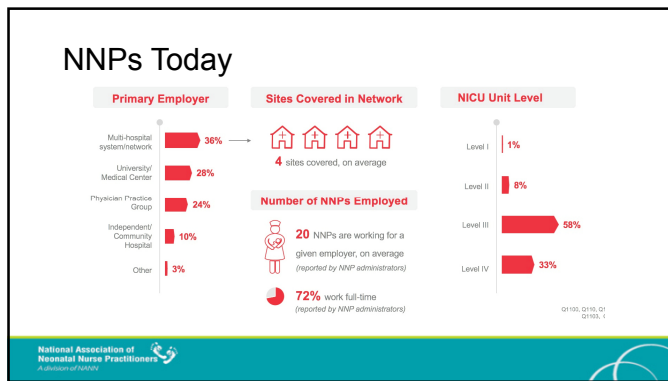 NNPs Today
Primary Employer
Multi-hospital
system/network
36%
University/
Medical Center
28%
Physician Practice
Group
24%
Independent/
Community
Hospital
10%
Other
3%
Sites Covered in Network
4 sites covered, on average
Number of NNPs Employed
20 NNPs are working for a
given employer, on average
(reported by NNP administrators)
72% work full-time
(reported by NNP administrators)
NICU Unit Level
Level I
1%
Level II
8%
Level III
58%
Level IV
33%
Q1100, Q110, Q1
Q1103, (
National Association of
Neonatal Nurse Practitioners
A division of NANN